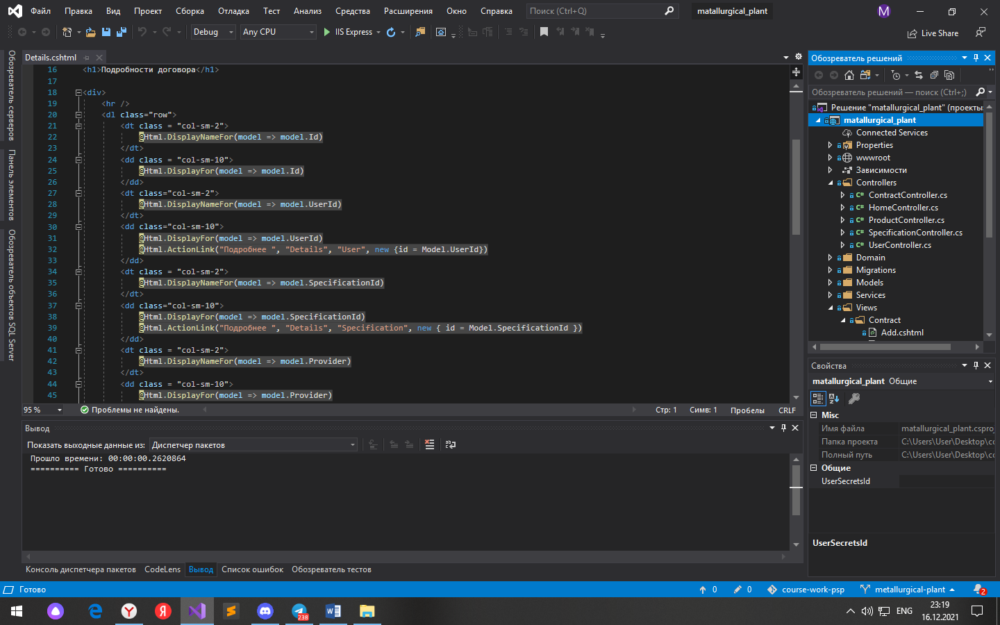 Файл Правка Вид Проект Сборка Отладка Тест Анализ Средства Расширения Окно Справка Поиск (Ctrl+Q) matallurgical_plant M
Debug Any CPU IIS Express Live Share
Обозреватель серверов
Панель элементов
Обозреватель объектов SQL Server
Details.cshtml
16 <h1>Подробности договора</h1>
17
18 <div>
19 <hr />
20 <dl class="row">
21 <dt class = "col-sm-2">
22 @Html.DisplayNameFor(model => model.Id)
23 </dt>
24 <dd class = "col-sm-10">
25 @Html.DisplayFor(model => model.Id)
26 </dd>
27 <dt class="col-sm-2">
28 @Html.DisplayNameFor(model => model.UserId)
29 </dt>
30 <dd class="col-sm-10">
31 @Html.DisplayFor(model => model.UserId)
32 @Html.ActionLink("Подробнее ", "Details", "User", new {id = Model.UserId})
33 </dd>
34 <dt class = "col-sm-2">
35 @Html.DisplayNameFor(model => model.SpecificationId)
36 </dt>
37 <dd class="col-sm-10">
38 @Html.DisplayFor(model => model.SpecificationId)
39 @Html.ActionLink("Подробнее ", "Details", "Specification", new { id = Model.SpecificationId })
40 </dd>
41 <dt class = "col-sm-2">
42 @Html.DisplayNameFor(model => model.Provider)
43 </dt>
44 <dd class = "col-sm-10">
45 @Html.DisplayFor(model => model.Provider)
95 % Проблемы не найдены. Стр: 1 Симв: 1 Пробелы CRLF
Вывод
Показать выходные данные из: Диспетчер пакетов
Прошло времени: 00:00:00.2620864
========== Готово ==========
Консоль диспетчера пакетов CodeLens Вывод Список ошибок Обозреватель тестов
Обозреватель решений
Обозреватель решений — поиск (Ctrl+;)
Решение "matallurgical_plant" (проекты:
matallurgical_plant
Connected Services
Properties
wwwroot
Зависимости
Controllers
C# ContractController.cs
C# HomeController.cs
C# ProductController.cs
C# SpecificationController.cs
C# UserController.cs
Domain
Migrations
Models
Services
Views
Contract
Add.cshtml
Свойства
matallurgical_plant Общие
Misc
Имя файла matallurgical_plant.csproj
Папка проекта C:\Users\User\Desktop\co
Полный путь C:\Users\User\Desktop\co
Общие
UserSecretsId
UserSecretsId
Готово 0 0 course-work-psp metallurgical-plant 2
238 ENG 23:19
16.12.2021